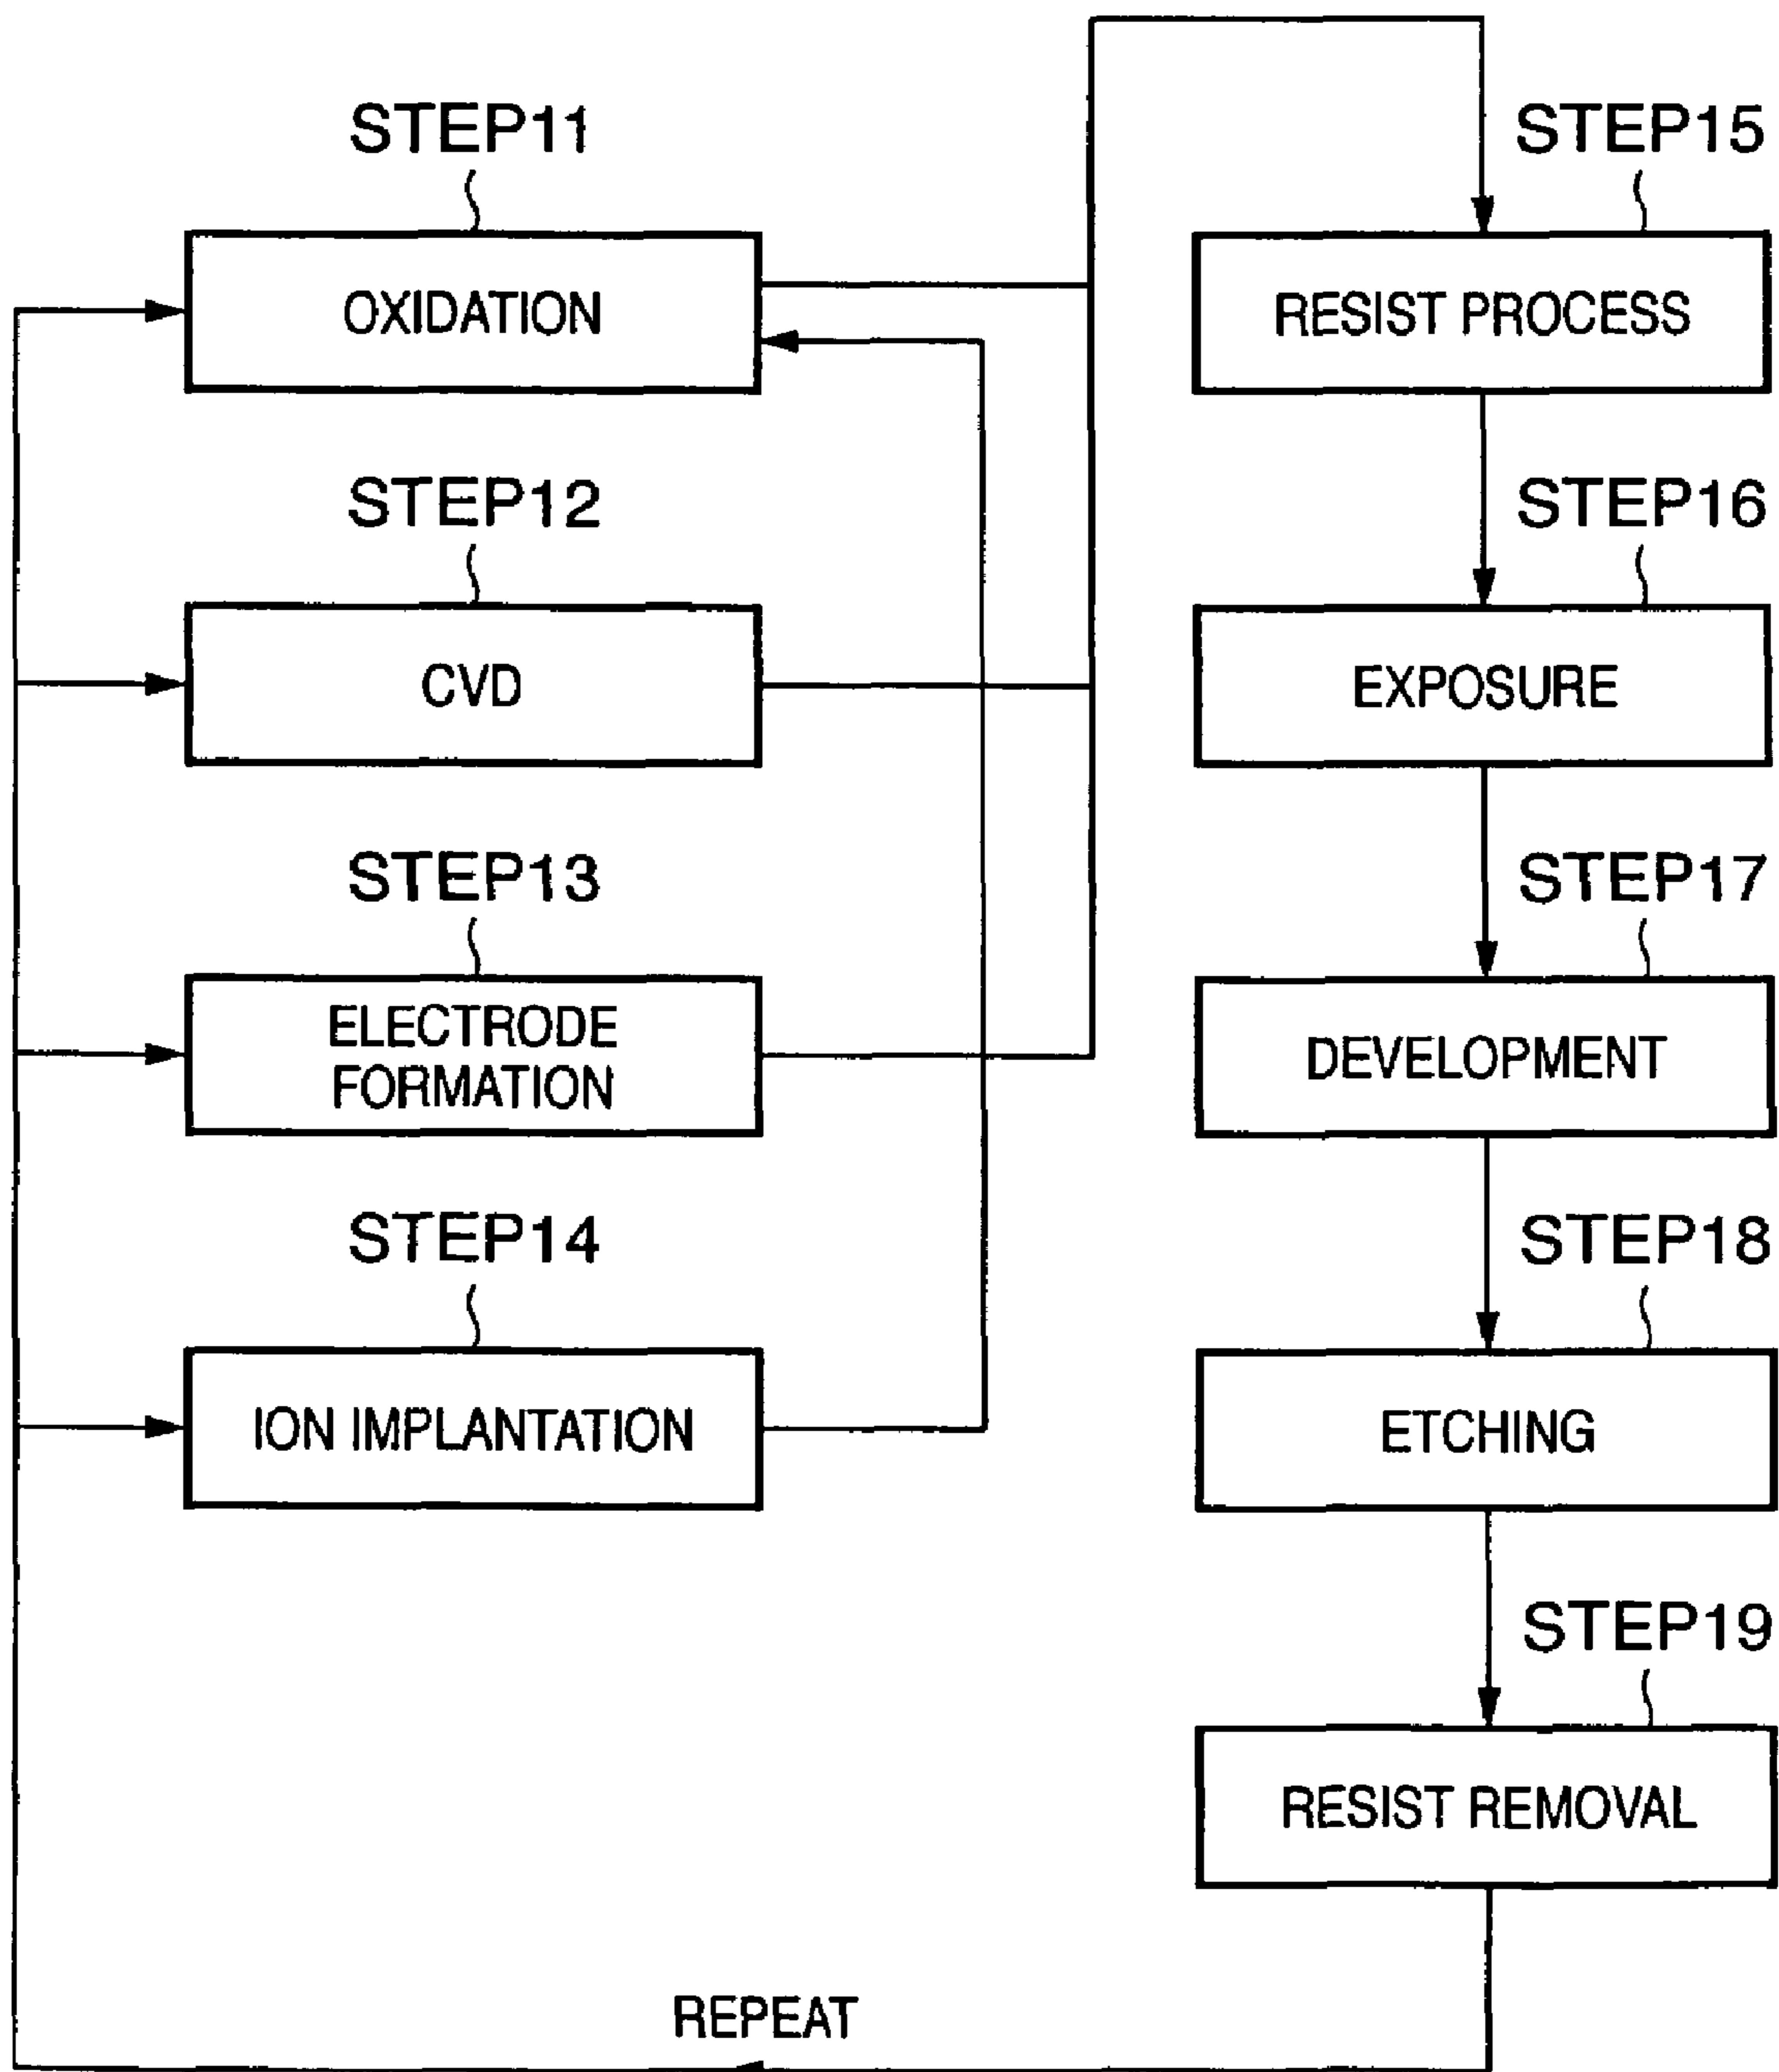 STEP11
OXIDATION
STEP12
CVD
STEP13
ELECTRODE
FORMATION
STEP14
ION IMPLANTATION
STEP15
RESIST PROCESS
STEP16
EXPOSURE
STEP17
DEVELOPMENT
STEP18
ETCHING
STEP19
RESIST REMOVAL
REPEAT